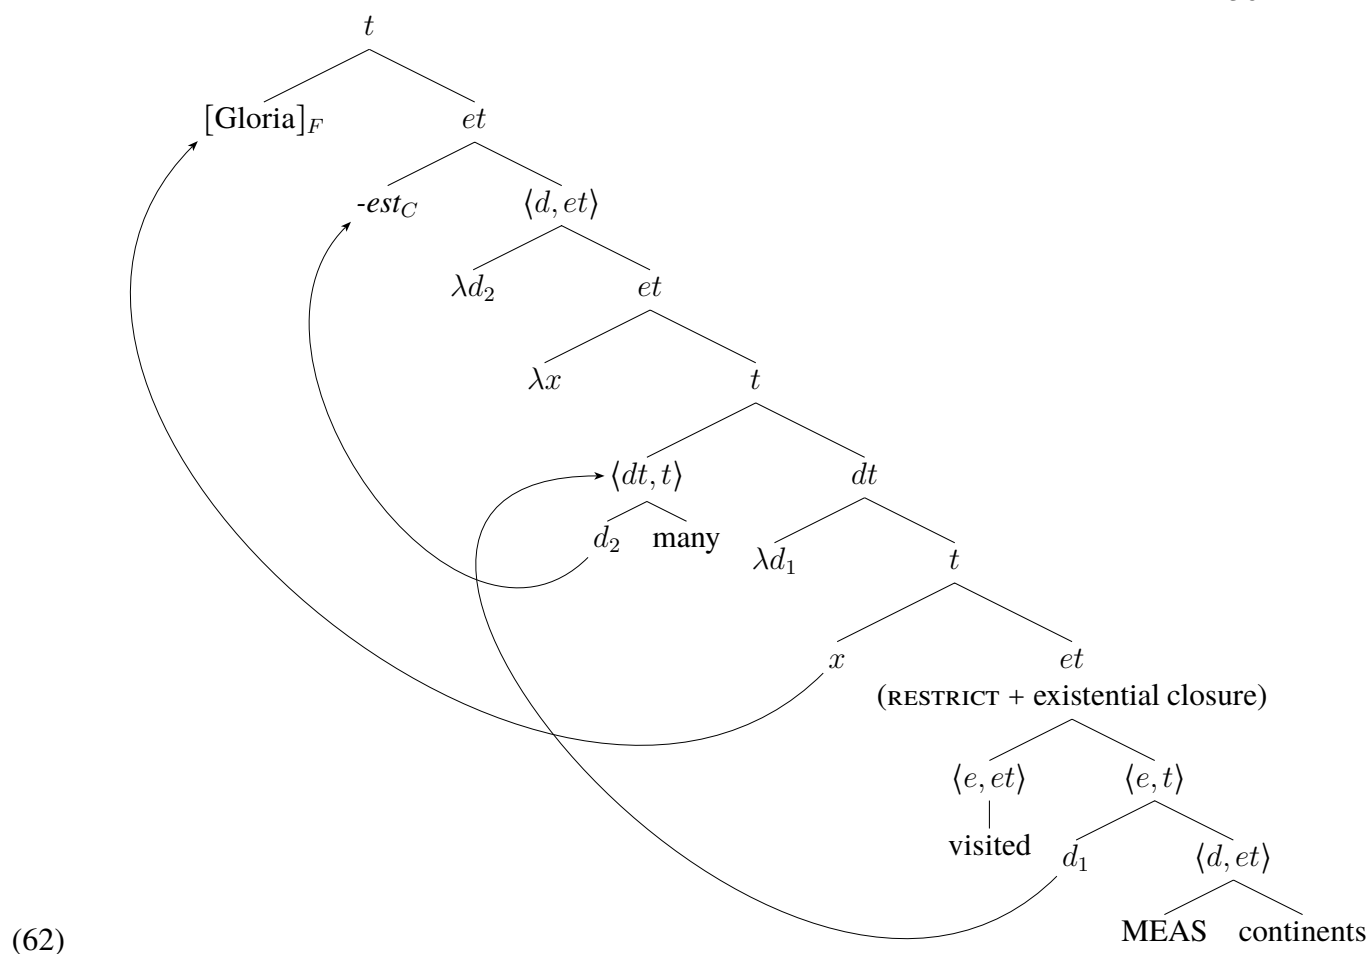 t
[Gloria]F
et
-estC
⟨d, et⟩
λd2
et
λx
t
⟨dt, t⟩
dt
d2
many
λd1
t
x
et
(RESTRICT + existential closure)
⟨e, et⟩
⟨e, t⟩
visited
d1
⟨d, et⟩
(62)
MEAS
continents